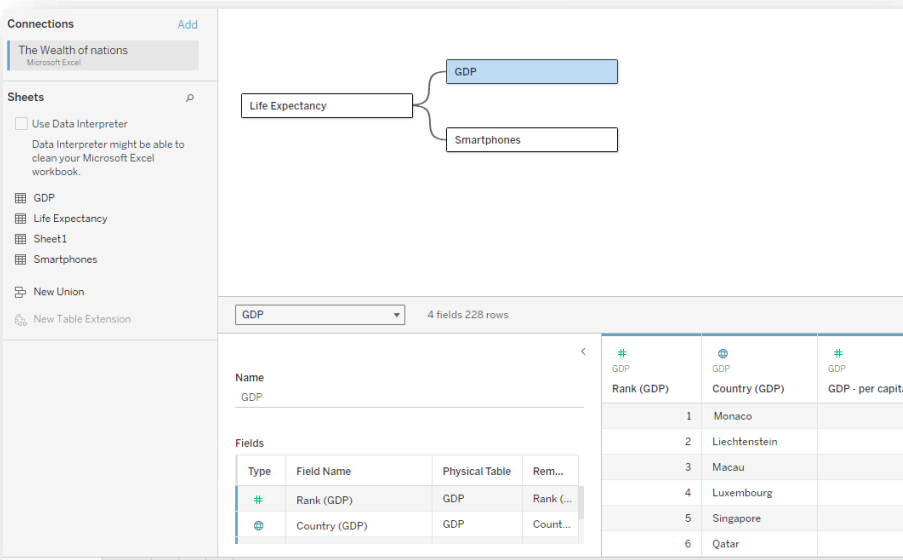 Connections
Add
The Wealth of nations
Microsoft Excel
Sheets
Use Data Interpreter
Data Interpreter might be able to
clean your Microsoft Excel
workbook.
GDP
Life Expectancy
Sheet1
Smartphones
New Union
New Table Extension
Life Expectancy
GDP
Smartphones
GDP
4 fields 228 rows
Name
GDP
Fields
Type Field Name Physical Table Rem...
# Rank (GDP) GDP Rank (...
Country (GDP) GDP Count...
# #
GDP GDP GDP
Rank (GDP) Country (GDP) GDP - per capit
1 Monaco
2 Liechtenstein
3 Macau
4 Luxembourg
5 Singapore
6 Qatar